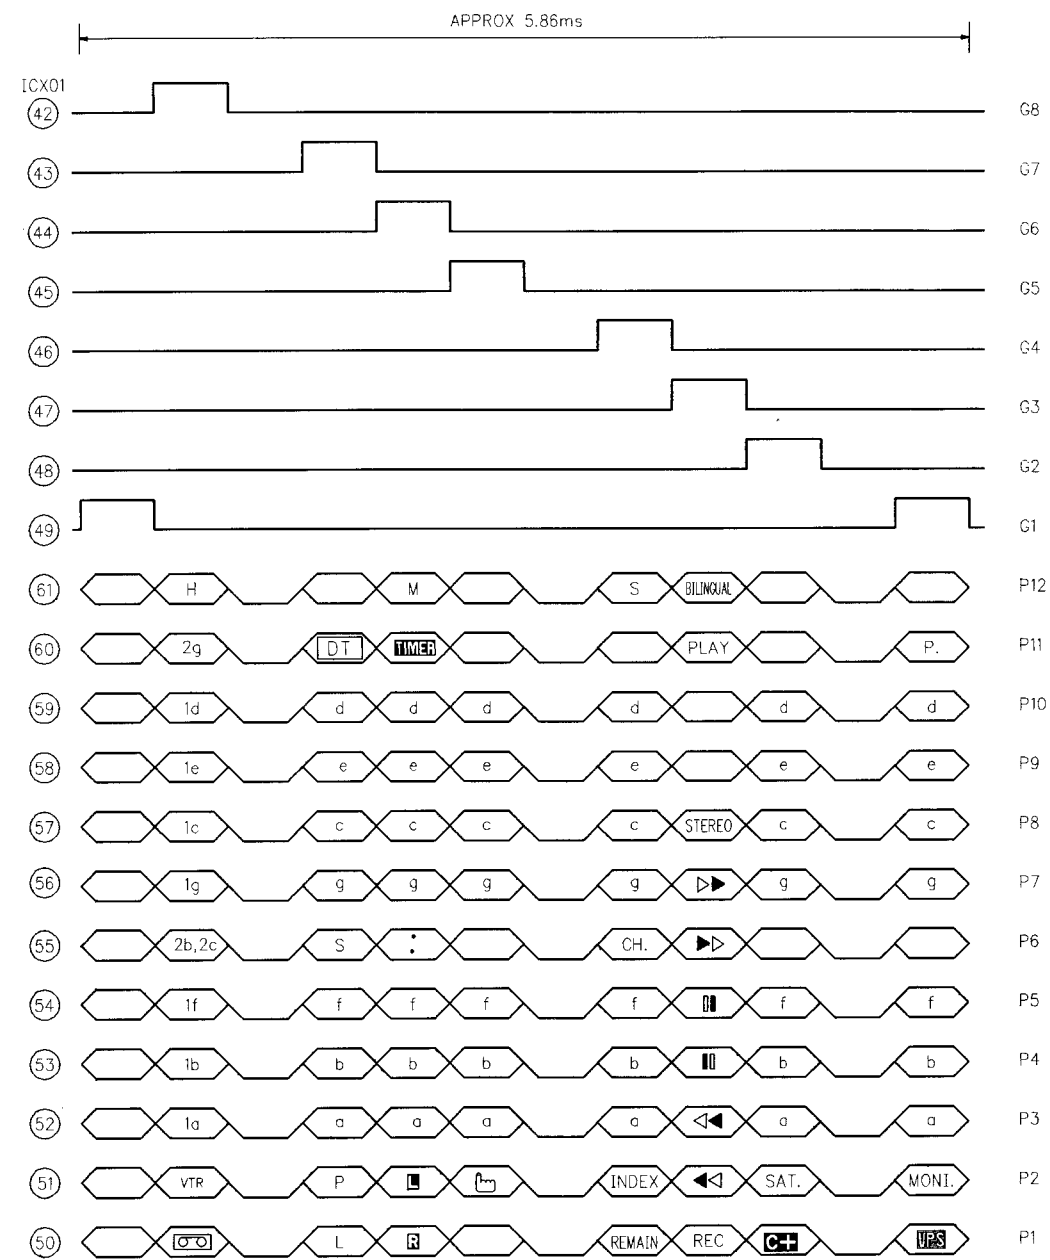 APPROX 5.86ms
ICX01
42 G8
43 G7
44 G6
45 G5
46 G4
47 G3
48 G2
49 G1
61 H M S BILINGUAL P12
60 2g DT TIMER PLAY P. P11
59 1d d d d d d d P10
58 1e e e e e e e P9
57 1c c c c c STEREO c c P8
56 1g g g g g g g P7
55 2b,2c S : CH. P6
54 1f f f f f f f P5
53 1b b b b b b b P4
52 1a a a a a a a P3
51 VTR P L INDEX SAT. MONI. P2
50 L R REMAIN REC C+ UPS P1